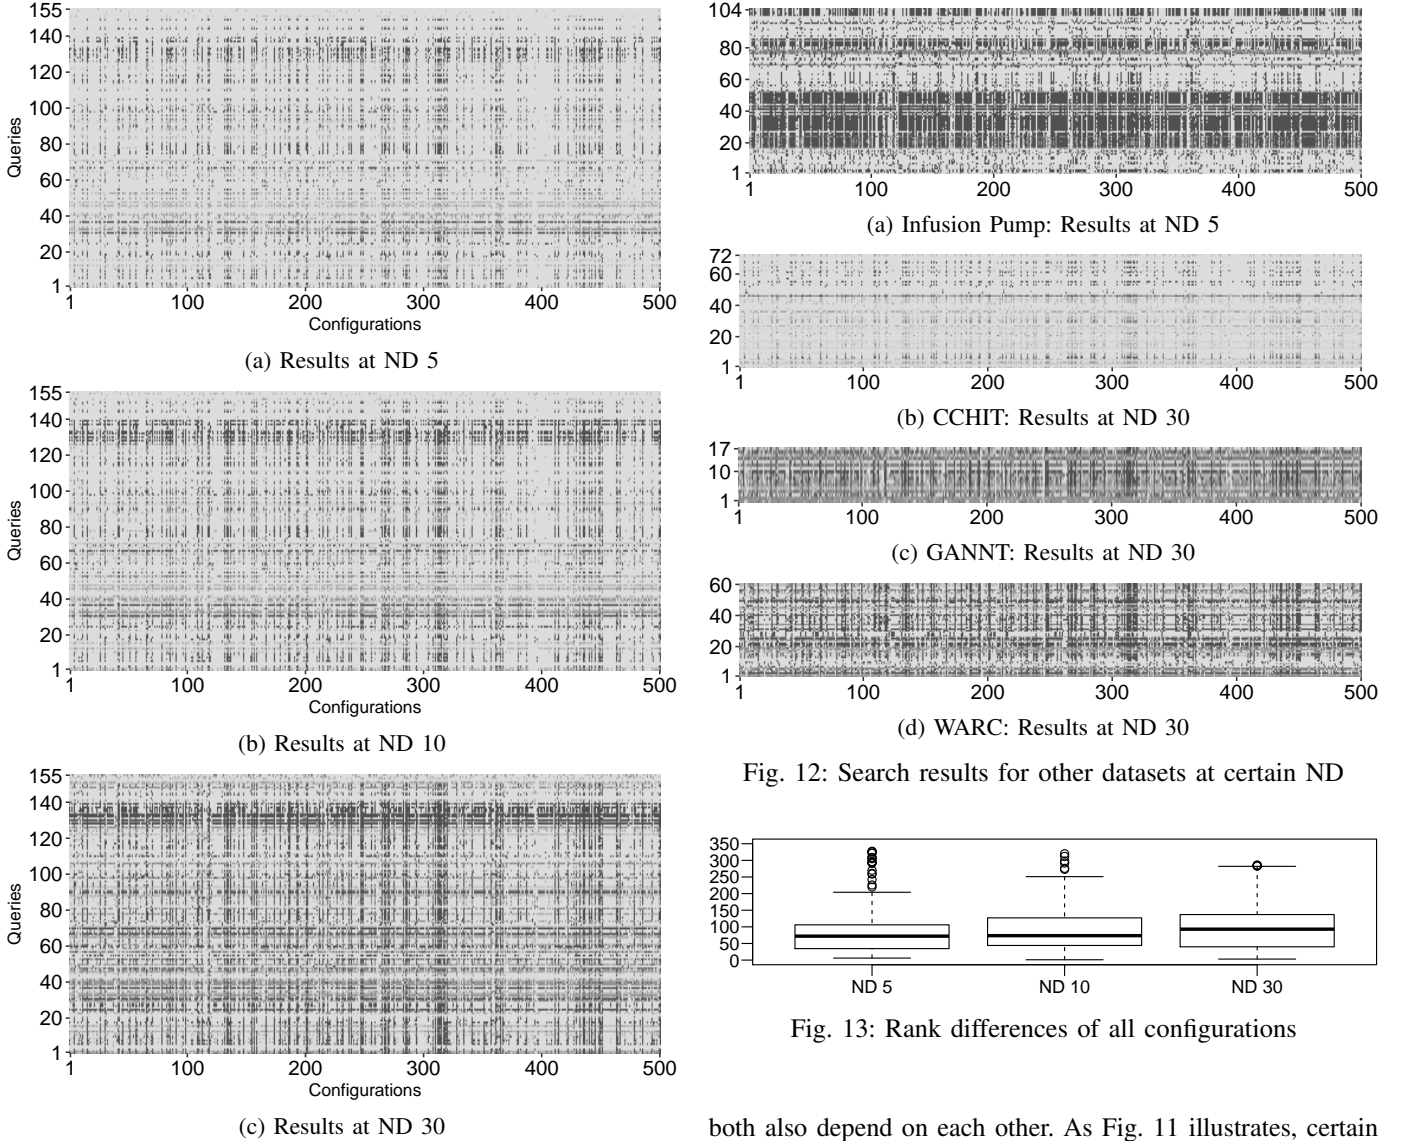 155
140
120
100
80
60
40
20
1
Queries
1 100 200 300 400 500
Configurations
(a) Results at ND 5
155
140
120
100
80
60
40
20
1
Queries
1 100 200 300 400 500
Configurations
(b) Results at ND 10
155
140
120
100
80
60
40
20
1
Queries
1 100 200 300 400 500
Configurations
(c) Results at ND 30
104
80
60
40
20
1
1 100 200 300 400 500
(a) Infusion Pump: Results at ND 5
72
60
40
20
1
1 100 200 300 400 500
(b) CCHIT: Results at ND 30
17
10
1
1 100 200 300 400 500
(c) GANNT: Results at ND 30
60
40
20
1
1 100 200 300 400 500
(d) WARC: Results at ND 30
Fig. 12: Search results for other datasets at certain ND
350
300
250
200
150
100
50
0
ND 5 ND 10 ND 30
Fig. 13: Rank differences of all configurations
both also depend on each other. As Fig. 11 illustrates, certain